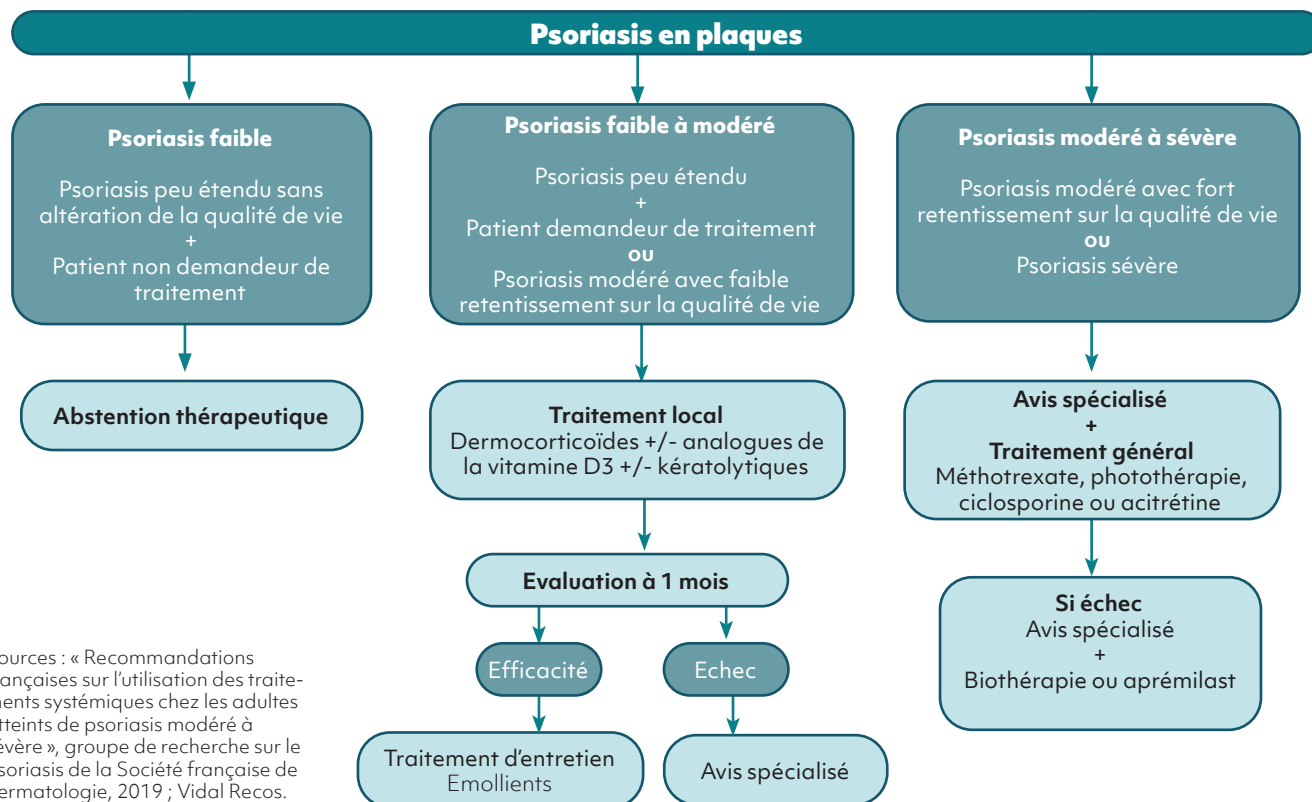 Psoriasis en plaques
Psoriasis faible
Psoriasis peu étendu sans
altération de la qualité de vie
+
Patient non demandeur de
traitement
Abstention thérapeutique
Psoriasis faible à modéré
Psoriasis peu étendu
+
Patient demandeur de traitement
ou
Psoriasis modéré avec faible
retentissement sur la qualité de vie
Traitement local
Dermocorticoïdes +/- analogues de
la vitamine D3 +/- kératolytiques
Evaluation à 1 mois
Efficacité
Echec
Traitement d’entretien
Emollients
Avis spécialisé
Psoriasis modéré à sévère
Psoriasis modéré avec fort
retentissement sur la qualité de vie
ou
Psoriasis sévère
Avis spécialisé
+
Traitement général
Méthotrexate, photothérapie,
ciclosporine ou acitrétine
Si échec
Avis spécialisé
+
Biothérapie ou aprémilast
ources : « Recommandations
ançaises sur l’utilisation des traite-
ents systémiques chez les adultes
tteints de psoriasis modéré à
évère », groupe de recherche sur le
soriasis de la Société française de
ermatologie, 2019 ; Vidal Recos.